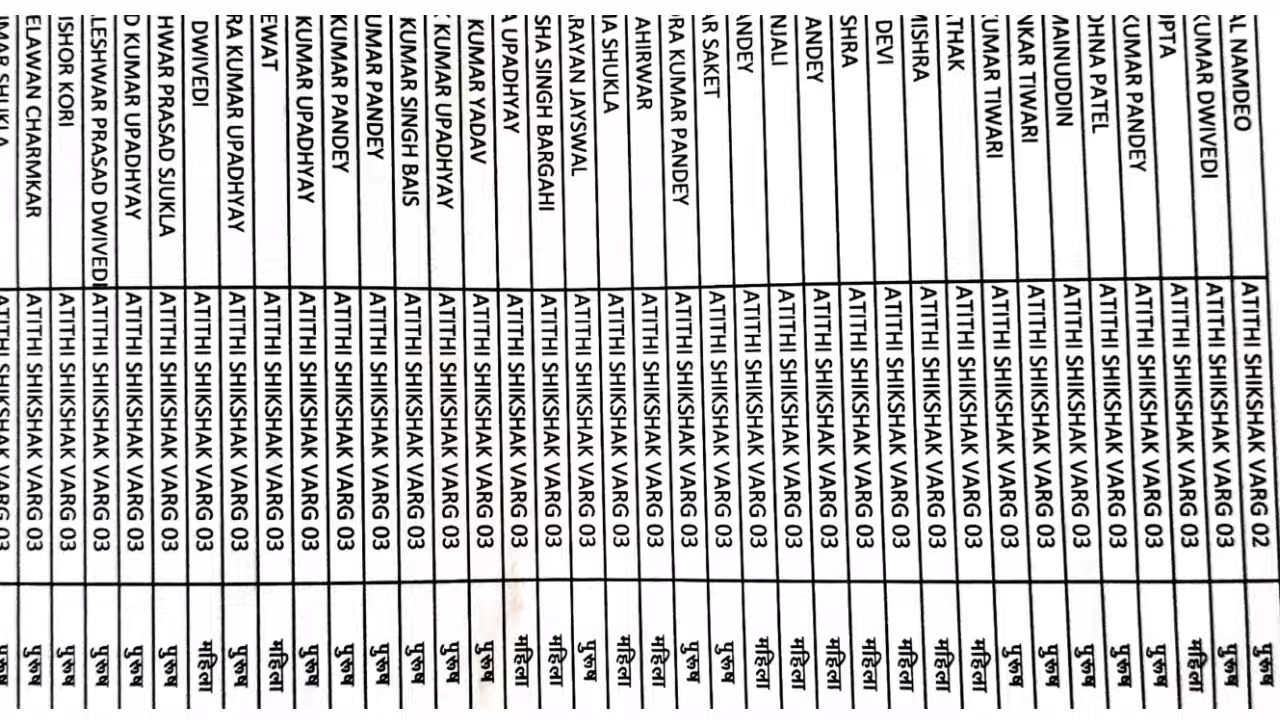 AL NAMDEO ATITHI SHIKSHAK VARG 02 पुरुष
KUMAR DWIVEDI ATITHI SHIKSHAK VARG 03 पुरुष
UPTA ATITHI SHIKSHAK VARG 03 महिला
KUMAR PANDEY ATITHI SHIKSHAK VARG 03 पुरुष
OHNA PATEL ATITHI SHIKSHAK VARG 03 पुरुष
MAINUDDIN ATITHI SHIKSHAK VARG 03 पुरुष
NKAR TIWARI ATITHI SHIKSHAK VARG 03 पुरुष
UMAR TIWARI ATITHI SHIKSHAK VARG 03 पुरुष
THAK ATITHI SHIKSHAK VARG 03 महिला
MISHRA ATITHI SHIKSHAK VARG 03 महिला
DEVI ATITHI SHIKSHAK VARG 03 महिला
SHRA ATITHI SHIKSHAK VARG 03 महिला
ANDEY ATITHI SHIKSHAK VARG 03 महिला
NJALI ATITHI SHIKSHAK VARG 03 महिला
NDEY ATITHI SHIKSHAK VARG 03 महिला
AR SAKET ATITHI SHIKSHAK VARG 03 पुरुष
RA KUMAR PANDEY ATITHI SHIKSHAK VARG 03 पुरुष
AHIRWAR ATITHI SHIKSHAK VARG 03 महिला
A SHUKLA ATITHI SHIKSHAK VARG 03 महिला
RAYAN JAYSWAL ATITHI SHIKSHAK VARG 03 पुरुष
SHA SINGH BARGAHI ATITHI SHIKSHAK VARG 03 महिला
A UPADHYAY ATITHI SHIKSHAK VARG 03 महिला
KUMAR YADAV ATITHI SHIKSHAK VARG 03 पुरुष
KUMAR UPADHYAY ATITHI SHIKSHAK VARG 03 पुरुष
KUMAR SINGH BAIS ATITHI SHIKSHAK VARG 03 पुरुष
UMAR PANDEY ATITHI SHIKSHAK VARG 03 पुरुष
KUMAR PANDEY ATITHI SHIKSHAK VARG 03 पुरुष
KUMAR UPADHYAY ATITHI SHIKSHAK VARG 03 पुरुष
EWAT ATITHI SHIKSHAK VARG 03 महिला
RA KUMAR UPADHYAY ATITHI SHIKSHAK VARG 03 पुरुष
DWIVEDI ATITHI SHIKSHAK VARG 03 महिला
HWAR PRASAD SJUKLA ATITHI SHIKSHAK VARG 03 पुरुष
D KUMAR UPADHYAY ATITHI SHIKSHAK VARG 03 पुरुष
LESHWAR PRASAD DWIVEDI ATITHI SHIKSHAK VARG 03 पुरुष
ISHOR KORI ATITHI SHIKSHAK VARG 03 पुरुष
ELAWAN CHARMKAR ATITHI SHIKSHAK VARG 03 पुरुष
MAR SHUKLA ATITHI SHIKSHAK VARG 03 पुरुष